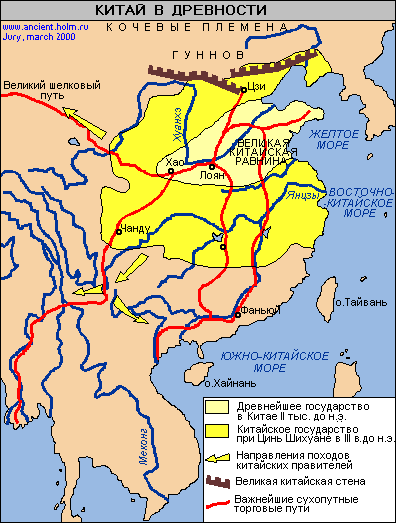 КИТАЙ В ДРЕВНОСТИ
www.ancient.holm.ru
Jury, march 2000
КОЧЕВЫЕ ПЛЕМЕНА
ГУННОВ
Великий шелковый
путь
Цзи
Хуанхэ
ЖЕЛТОЕ
МОРЕ
ВЕЛИКАЯ
КИТАЙСКАЯ
РАВНИНА
Хао
Лоян
Янцзы
ВОСТОЧНО
-КИТАЙСКОЕ
МОРЕ
Чанду
о.Тайвань
Фаньюй
ЮЖНО-КИТАЙСКОЕ
МОРЕ
о.Хайнань
Меконг
Древнейшее государство
в Китае II тыс. до н.э.
Китайское государство
при Цинь Шихуане в III в.до н.э.
Направления походов
китайских правителей
Великая китайская стена
Важнейшие сухопутные
торговые пути